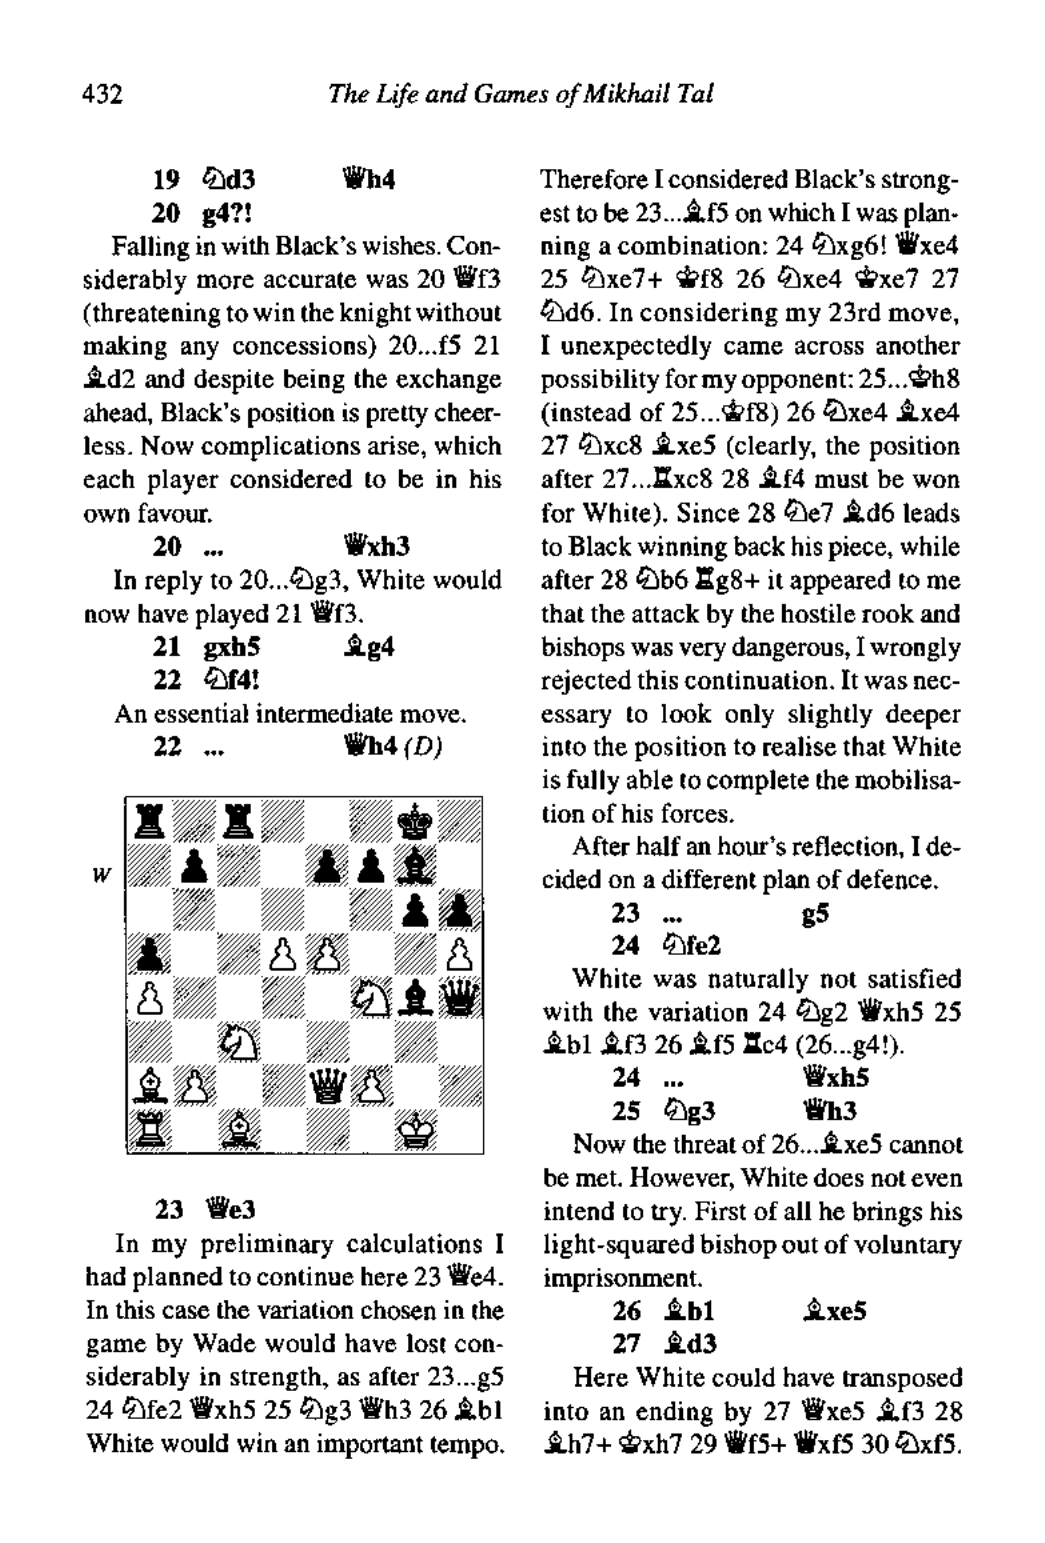 432
The Life and Games of Mikhail Tal
19 ♘d3 ♛h4
20 g4?!
Falling in with Black's wishes. Con-
siderably more accurate was 20 ♕f3
(threatening to win the knight without
making any concessions) 20...f5 21
♗d2 and despite being the exchange
ahead, Black's position is pretty cheer-
less. Now complications arise, which
each player considered to be in his
own favour.
20 ... ♛xh3
In reply to 20...♘g3, White would
now have played 21 ♕f3.
21 gxh5 ♗g4
22 ♘f4!
An essential intermediate move.
22 ... ♛h4 (D)
W
23 ♕e3
In my preliminary calculations I
had planned to continue here 23 ♕e4.
In this case the variation chosen in the
game by Wade would have lost con-
siderably in strength, as after 23...g5
24 ♘fe2 ♕xh5 25 ♘g3 ♕h3 26 ♗b1
White would win an important tempo.
Therefore I considered Black's strong-
est to be 23...♗f5 on which I was plan-
ning a combination: 24 ♘xg6! ♕xe4
25 ♘xe7+ ♔f8 26 ♘xe4 ♔xe7 27
♘d6. In considering my 23rd move,
I unexpectedly came across another
possibility for my opponent: 25...♔h8
(instead of 25...♔f8) 26 ♘xe4 ♗xe4
27 ♘xc8 ♗xe5 (clearly, the position
after 27...♖xc8 28 ♗f4 must be won
for White). Since 28 ♘e7 ♗d6 leads
to Black winning back his piece, while
after 28 ♘b6 ♖g8+ it appeared to me
that the attack by the hostile rook and
bishops was very dangerous, I wrongly
rejected this continuation. It was nec-
essary to look only slightly deeper
into the position to realise that White
is fully able to complete the mobilisa-
tion of his forces.
After half an hour's reflection, I de-
cided on a different plan of defence.
23 ... g5
24 ♘fe2
White was naturally not satisfied
with the variation 24 ♘g2 ♕xh5 25
♗b1 ♗f3 26 ♗f5 ♖c4 (26...g4!).
24 ... ♕xh5
25 ♘g3 ♕h3
Now the threat of 26...♗xe5 cannot
be met. However, White does not even
intend to try. First of all he brings his
light-squared bishop out of voluntary
imprisonment.
26 ♗b1 ♗xe5
27 ♗d3
Here White could have transposed
into an ending by 27 ♕xe5 ♗f3 28
♗h7+ ♔xh7 29 ♕f5+ ♕xf5 30 ♘xf5.